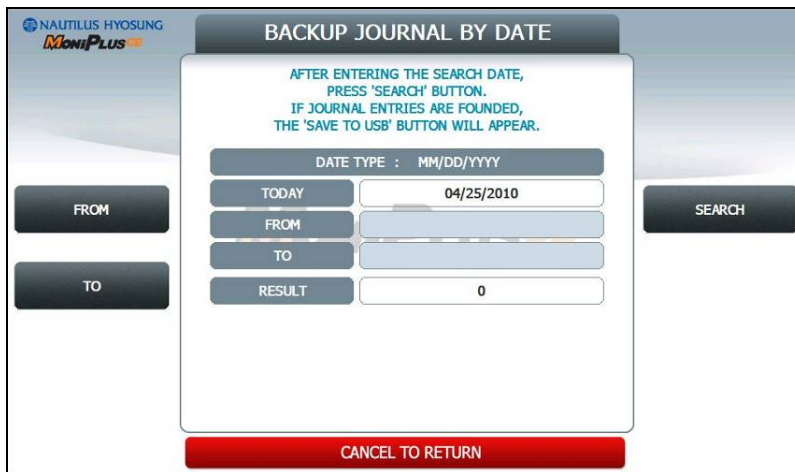 NAUTILUS HYOSUNG
MoniPlus CE
BACKUP JOURNAL BY DATE
AFTER ENTERING THE SEARCH DATE,
PRESS 'SEARCH' BUTTON.
IF JOURNAL ENTRIES ARE FOUNDED,
THE 'SAVE TO USB' BUTTON WILL APPEAR.
DATE TYPE : MM/DD/YYYY
TODAY 04/25/2010
FROM
TO
RESULT 0
FROM
TO
SEARCH
CANCEL TO RETURN